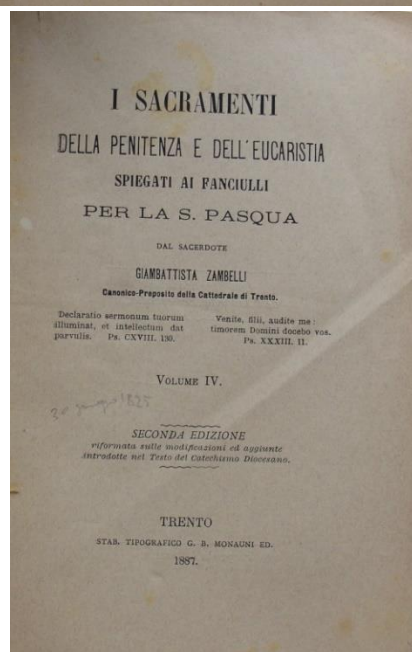 I SACRAMENTI
DELLA PENITENZA E DELL'EUCARISTIA
SPIEGATI AI FANCIULLI
PER LA S. PASQUA
DAL SACERDOTE
GIAMBATTISTA ZAMBELLI
Canonico-Preposito della Cattedrale di Trento.
Declaratio sermonum tuorum
illuminat, et intellectum dat
parvulis. Ps. CXVIII. 130.
Venite, filii, audite me:
timorem Domini docebo vos.
Ps. XXXIII. 11.
VOLUME IV.
SECONDA EDIZIONE
riformata sulle modificazioni ed aggiunte
introdotte nel Testo del Catechismo Diocesano.
TRENTO
STAB. TIPOGRAFICO G. B. MONAUNI ED.
1887.